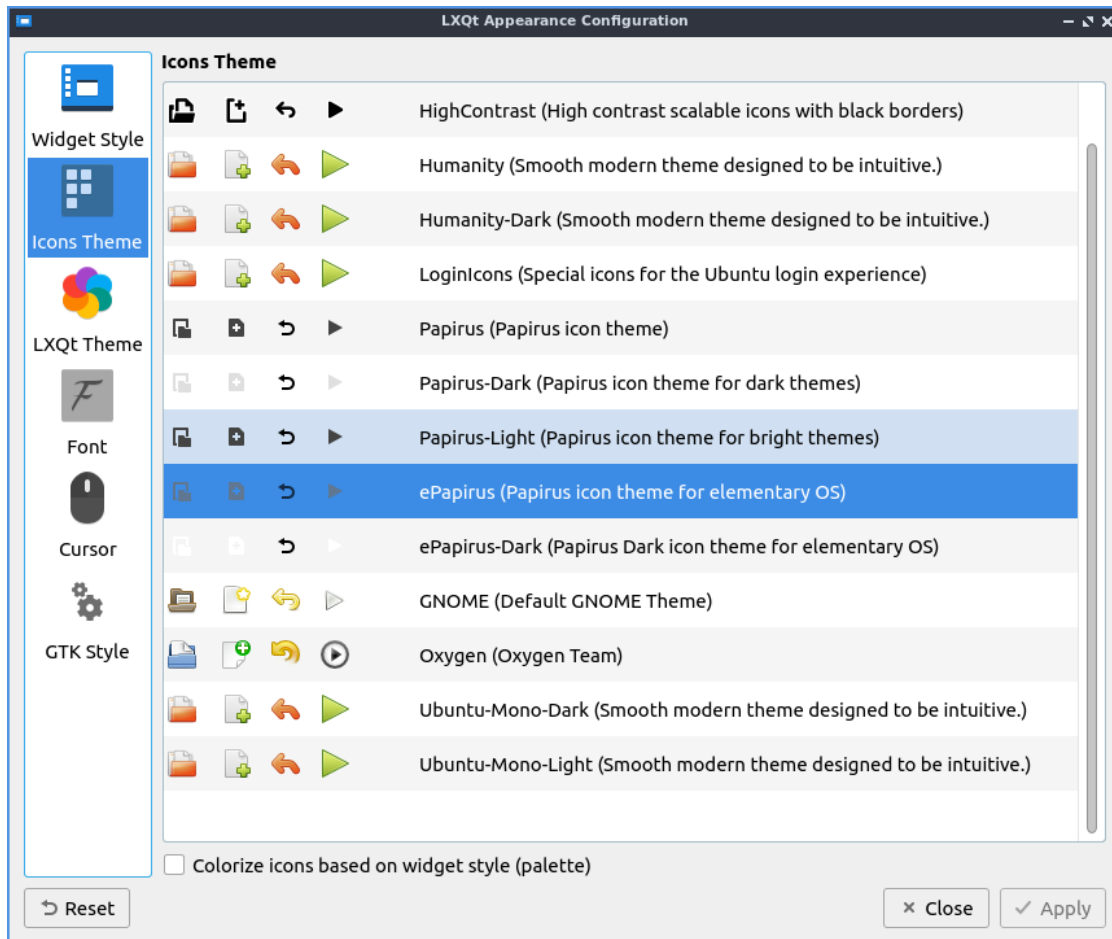 LXQt Appearance Configuration
Widget Style
Icons Theme
LXQt Theme
Font
Cursor
GTK Style
Icons Theme
HighContrast (High contrast scalable icons with black borders)
Humanity (Smooth modern theme designed to be intuitive.)
Humanity-Dark (Smooth modern theme designed to be intuitive.)
LoginIcons (Special icons for the Ubuntu login experience)
Papirus (Papirus icon theme)
Papirus-Dark (Papirus icon theme for dark themes)
Papirus-Light (Papirus icon theme for bright themes)
ePapirus (Papirus icon theme for elementary OS)
ePapirus-Dark (Papirus Dark icon theme for elementary OS)
GNOME (Default GNOME Theme)
Oxygen (Oxygen Team)
Ubuntu-Mono-Dark (Smooth modern theme designed to be intuitive.)
Ubuntu-Mono-Light (Smooth modern theme designed to be intuitive.)
Colorize icons based on widget style (palette)
Reset
Close
Apply